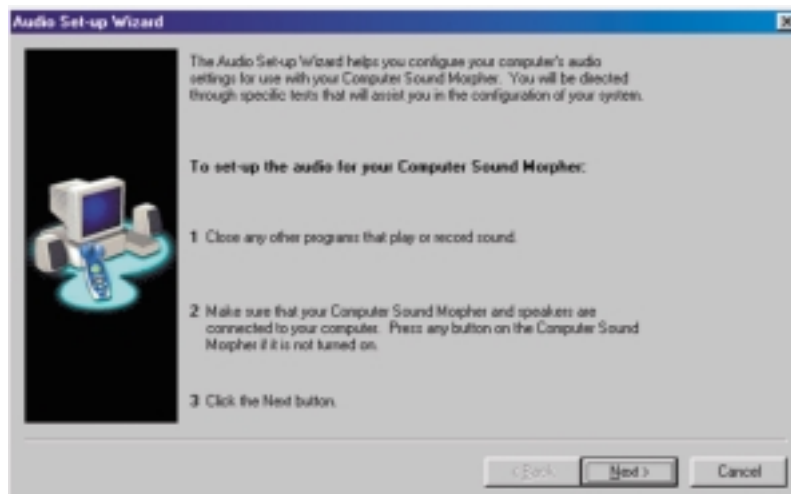 Audio Set-up Wizard
The Audio Set-up Wizard helps you configure your computer's audio
settings for use with your Computer Sound Morpher. You will be directed
through specific tests that will assist you in the configuration of your system.
To set-up the audio for your Computer Sound Morpher:
1 Close any other programs that play or record sound.
2 Make sure that your Computer Sound Morpher and speakers are
connected to your computer. Press any button on the Computer Sound
Morpher if it is not turned on.
3 Click the Next button.
< Back Next > Cancel